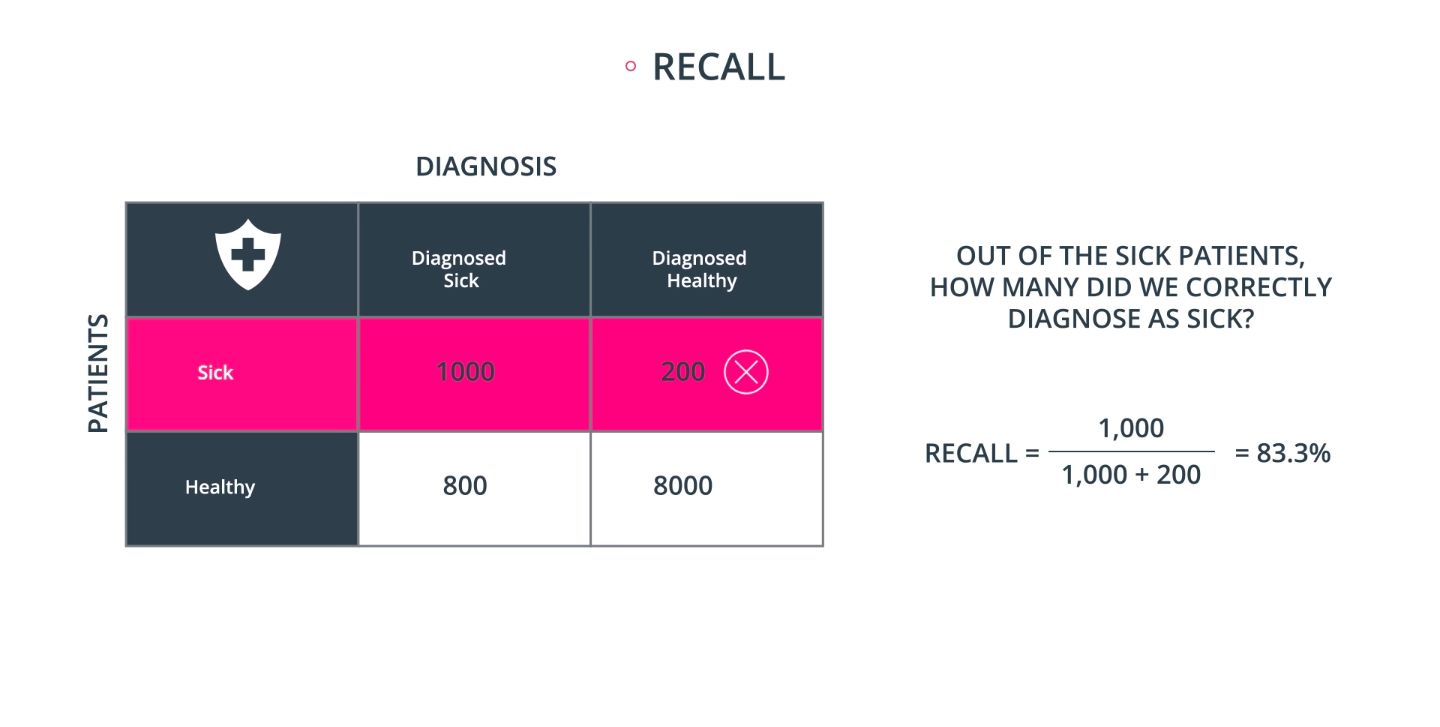 RECALL
DIAGNOSIS
PATIENTS
Diagnosed
Sick
Diagnosed
Healthy
Sick
1000
200
Healthy
800
8000
OUT OF THE SICK PATIENTS,
HOW MANY DID WE CORRECTLY
DIAGNOSE AS SICK?
1,000
RECALL =
= 83.3%
1,000 + 200